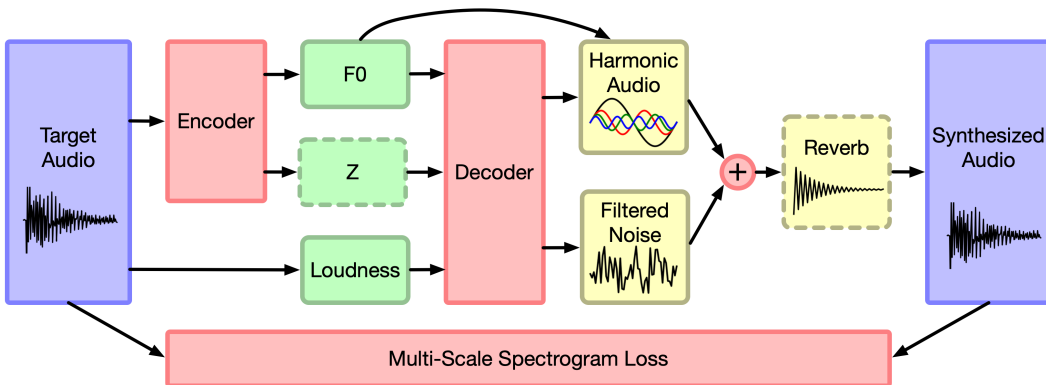 Target
Audio
Encoder
F0
Z
Loudness
Decoder
Harmonic
Audio
Filtered
Noise
+
Reverb
Synthesized
Audio
Multi-Scale Spectrogram Loss